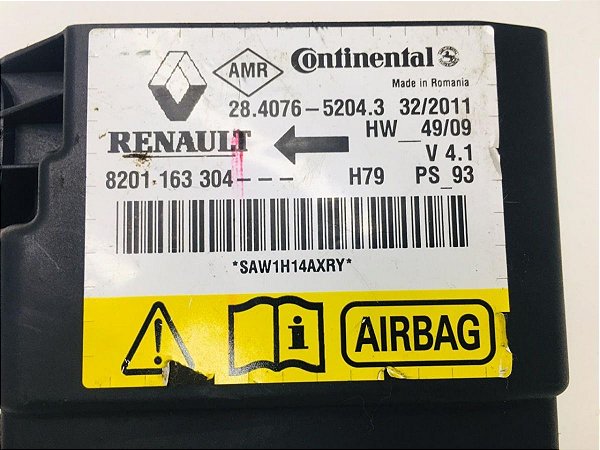 AMR Continental
Made in Romania
28.4076-5204.3 32/2011
RENAULT HW_49/09
V 4.1
8201 163 304--- H79 PS_93
*SAW1H14AXRY*
i AIRBAG